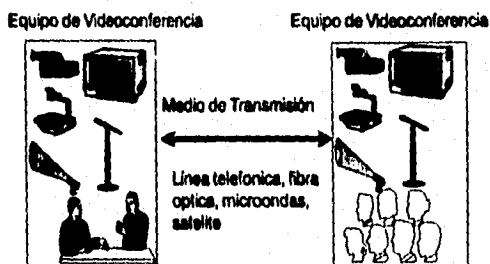 Equipo de Videoconferencia
Equipo de Videoconferencia
Medio de Transmisión
Línea telefonica, fibra
optica, microondas,
satelite